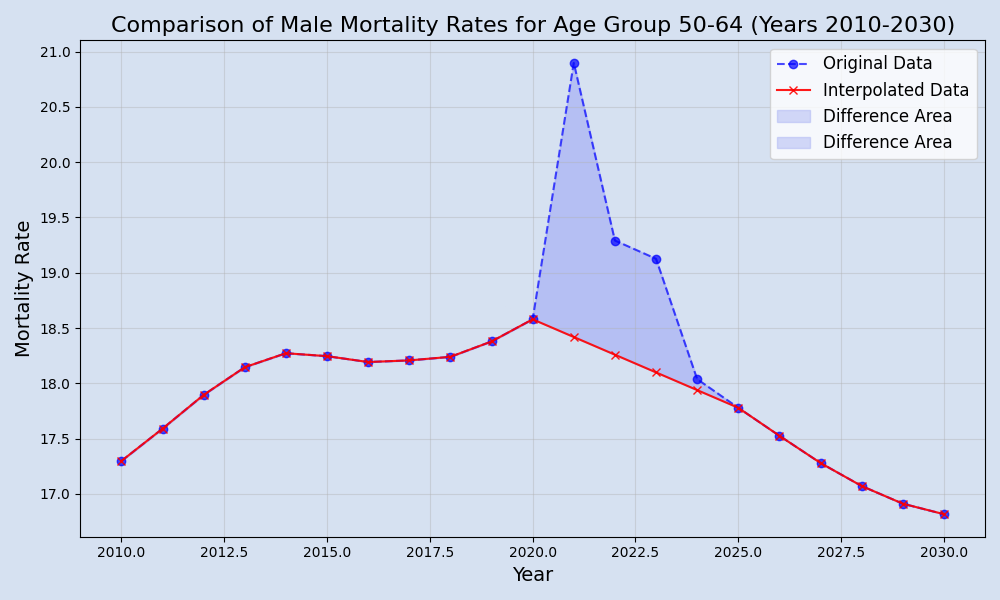 Comparison of Male Mortality Rates for Age Group 50-64 (Years 2010-2030)
Original Data
Interpolated Data
Difference Area
Difference Area
Mortality Rate
21.0
20.5
20.0
19.5
19.0
18.5
18.0
17.5
17.0
2010.0 2012.5 2015.0 2017.5 2020.0 2022.5 2025.0 2027.5 2030.0
Year